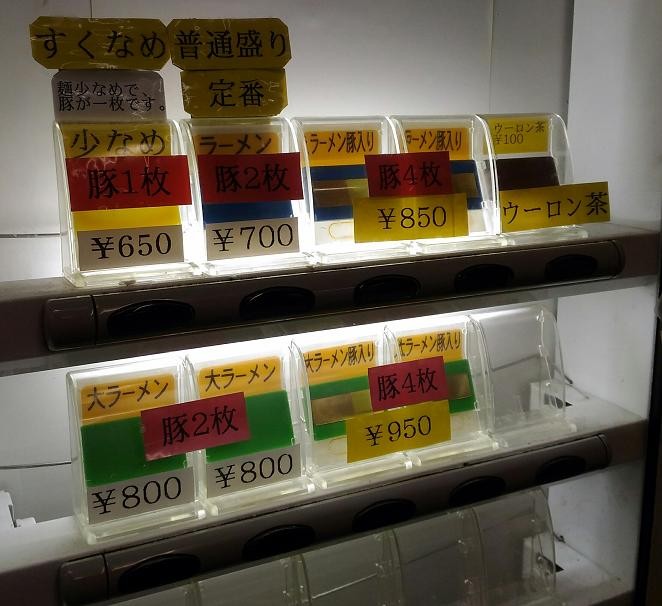 すくなめ
麺少なめで
豚が一枚です。
少なめ
豚1枚
￥650
普通盛り
定番
ラーメン
豚2枚
￥700
ラーメン豚入り
ラーメン豚入り
豚4枚
￥850
ウーロン茶
￥100
ウーロン茶
大ラーメン
大ラーメン
豚2枚
￥800
￥800
大ラーメン豚入り
大ラーメン豚入り
豚4枚
￥950